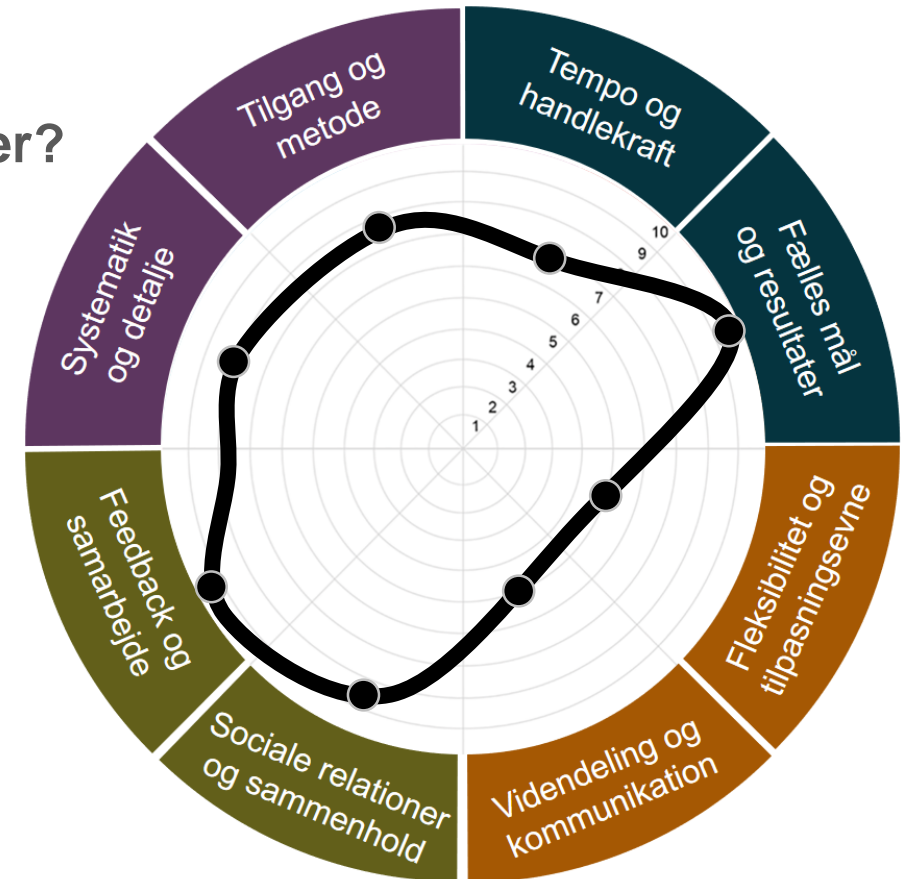 er?
Tilgang og
metode
Tempo og
handlekraft
Systematik
og detalje
Fælles mål
og resultater
10
9
7
6
5
4
3
2
1
Feedback og
samarbejde
Fleksibilitet og
tilpasningsevne
Sociale relationer
og sammenhold
Videndeling og
kommunikation